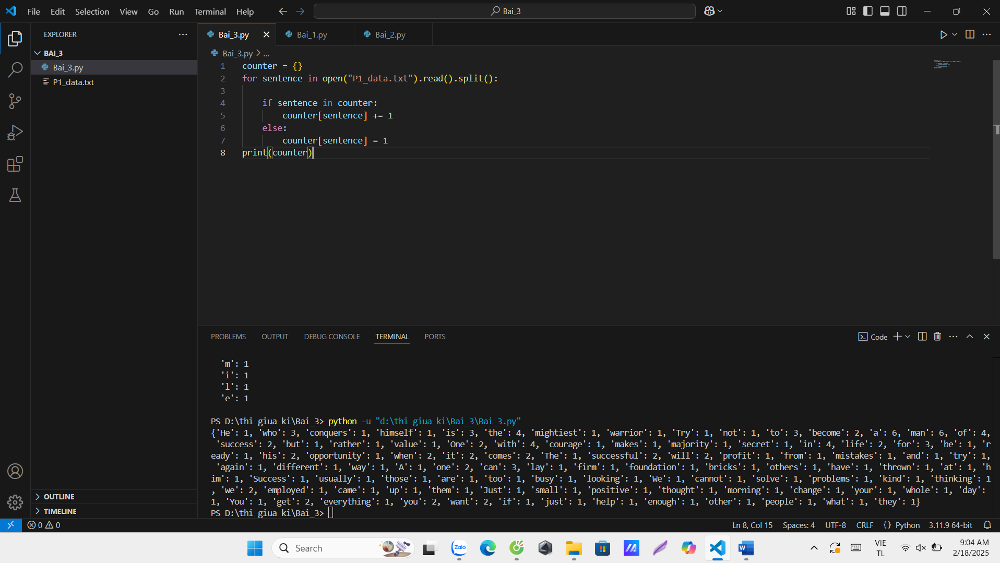 File Edit Selection View Go Run Terminal Help
Bai_3
EXPLORER
BAI_3
Bai_3.py
P1_data.txt
OUTLINE
TIMELINE
Bai_3.py
Bai_1.py
Bai_2.py
Bai_3.py > ...
1 counter = {}
2 for sentence in open("P1_data.txt").read().split():
3
4 if sentence in counter:
5 counter[sentence] += 1
6 else:
7 counter[sentence] = 1
8 print(counter)
PROBLEMS OUTPUT DEBUG CONSOLE TERMINAL PORTS
Code
'm': 1
'i': 1
'l': 1
'e': 1
PS D:\thi giua ki\Bai_3> python -u "d:\thi giua ki\Bai_3\Bai_3.py"
{'He': 1, 'who': 3, 'conquers': 1, 'himself': 1, 'is': 3, 'the': 4, 'mightiest': 1, 'warrior': 1, 'Try': 1, 'not': 1, 'to': 3, 'become': 2, 'a': 6, 'man': 6, 'of': 4,
'success': 2, 'but': 1, 'rather': 1, 'value': 1, 'One': 2, 'with': 4, 'courage': 1, 'makes': 1, 'majority': 1, 'secret': 1, 'in': 4, 'life': 2, 'for': 3, 'be': 1, 'r
eady': 1, 'his': 2, 'opportunity': 1, 'when': 2, 'it': 2, 'comes': 2, 'The': 1, 'successful': 2, 'will': 2, 'profit': 1, 'from': 1, 'mistakes': 1, 'and': 1, 'try': 1,
'again': 1, 'different': 1, 'way': 1, 'A': 1, 'one': 2, 'can': 3, 'lay': 1, 'firm': 1, 'foundation': 1, 'bricks': 1, 'others': 1, 'have': 1, 'thrown': 1, 'at': 1, 'h
im': 1, 'Success': 1, 'usually': 1, 'those': 1, 'are': 1, 'too': 1, 'busy': 1, 'looking': 1, 'We': 1, 'cannot': 1, 'solve': 1, 'problems': 1, 'kind': 1, 'thinking': 1
, 'we': 2, 'employed': 1, 'came': 1, 'up': 1, 'them': 1, 'Just': 1, 'small': 1, 'positive': 1, 'thought': 1, 'morning': 1, 'change': 1, 'your': 1, 'whole': 1, 'day':
1, 'You': 1, 'get': 2, 'everything': 1, 'you': 2, 'want': 2, 'if': 1, 'just': 1, 'help': 1, 'enough': 1, 'other': 1, 'people': 1, 'what': 1, 'they': 1}
PS D:\thi giua ki\Bai_3>
0 0 Ln 8, Col 15 Spaces: 4 UTF-8 CRLF {} Python 3.11.9 64-bit
Search
Zalo
VIE
TL
9:04 AM
2/18/2025